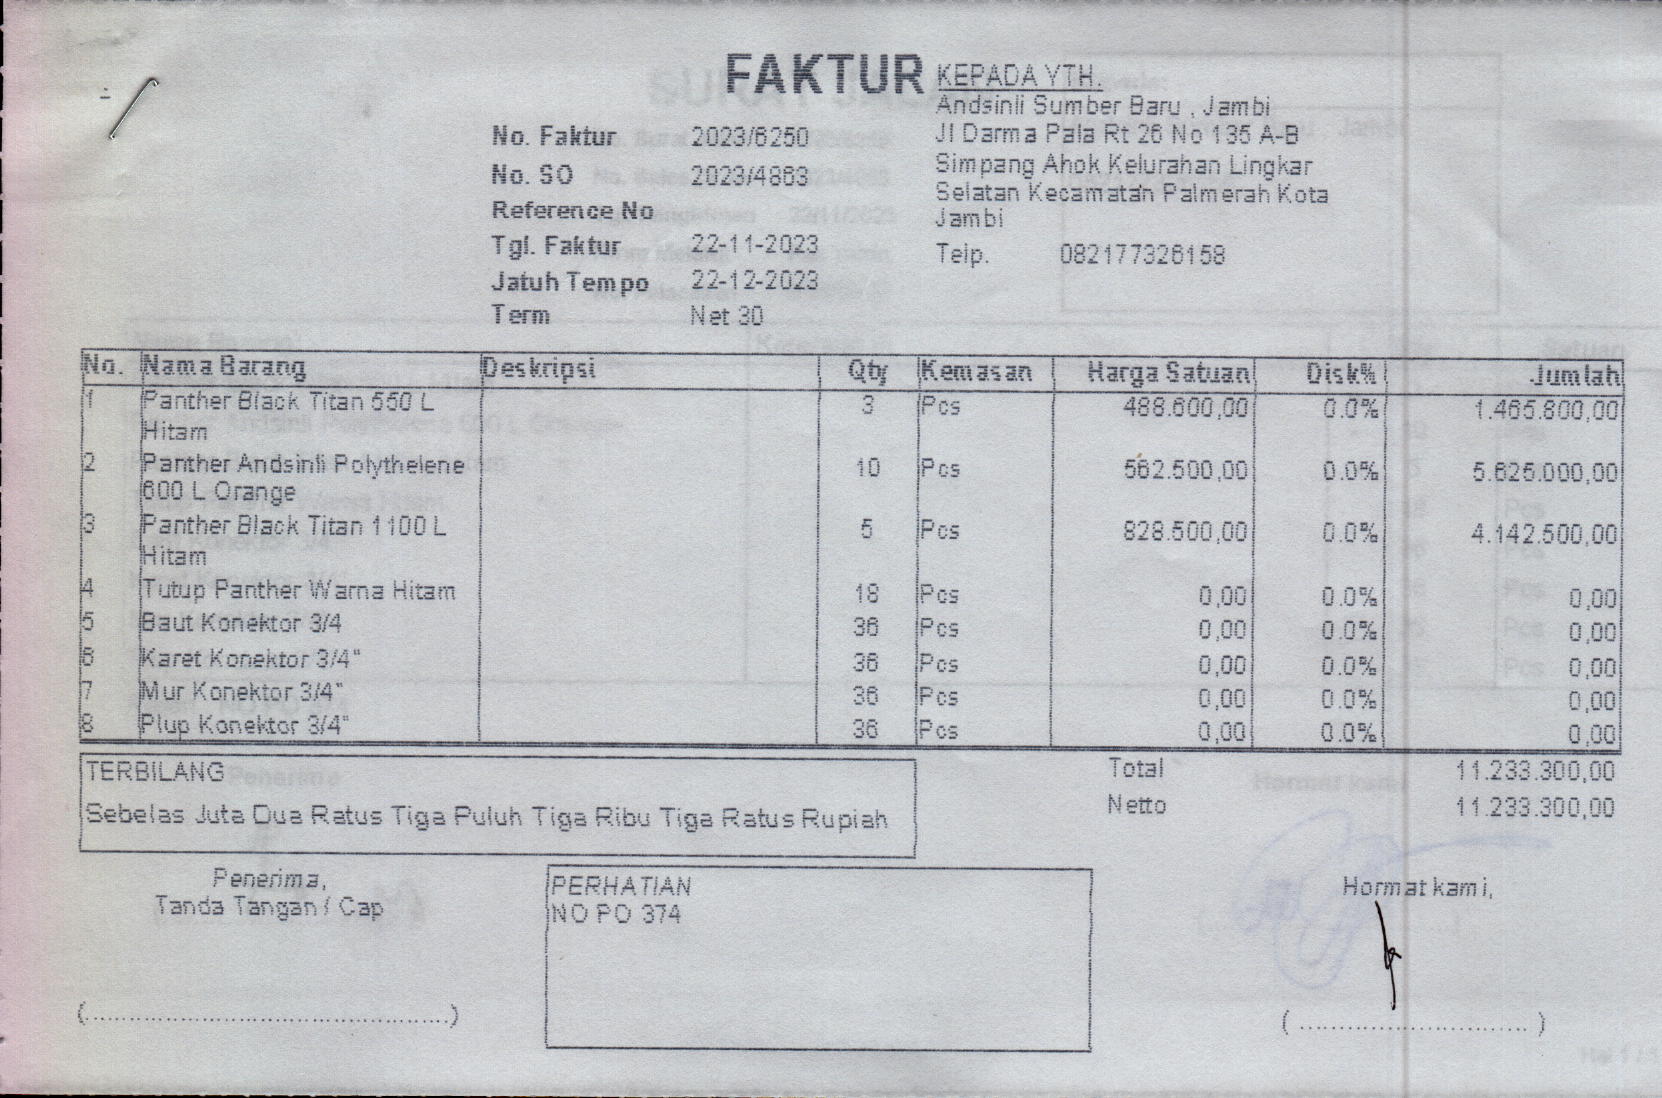 FAKTUR
No. Faktur 2023/6250
No. SO 2023/4863
Reference No
Tgl. Faktur 22-11-2023
Jatuh Tempo 22-12-2023
Term Net 30
KEPADA YTH.
Andsinli Sumber Baru , Jambi
Jl Darma Pala Rt 26 No 135 A-B
Simpang Ahok Kelurahan Lingkar
Selatan Kecamatan Palmerah Kota
Jambi
Telp. 082177326158
No. Nama Barang Deskripsi Qty Kemasan Harga Satuan Disk% Jumlah
1 Panther Black Titan 550 L 3 Pcs 488.600,00 0.0% 1.465.800,00
Hitam
2 Panther Andsinli Polythelene 10 Pcs 562.500,00 0.0% 5.625.000,00
600 L Orange
3 Panther Black Titan 1100 L 5 Pcs 828.500,00 0.0% 4.142.500,00
Hitam
4 Tutup Panther Warna Hitam 18 Pcs 0,00 0.0% 0,00
5 Baut Konektor 3/4 36 Pcs 0,00 0.0% 0,00
6 Karet Konektor 3/4" 36 Pcs 0,00 0.0% 0,00
7 Mur Konektor 3/4" 36 Pcs 0,00 0.0% 0,00
8 Plup Konektor 3/4" 36 Pcs 0,00 0.0% 0,00
TERBILANG
Sebelas Juta Dua Ratus Tiga Puluh Tiga Ribu Tiga Ratus Rupiah
Total 11.233.300,00
Netto 11.233.300,00
Penerima,
Tanda Tangan / Cap
(................................................)
PERHATIAN
NO PO 374
Hormat kami,
( .............................. )